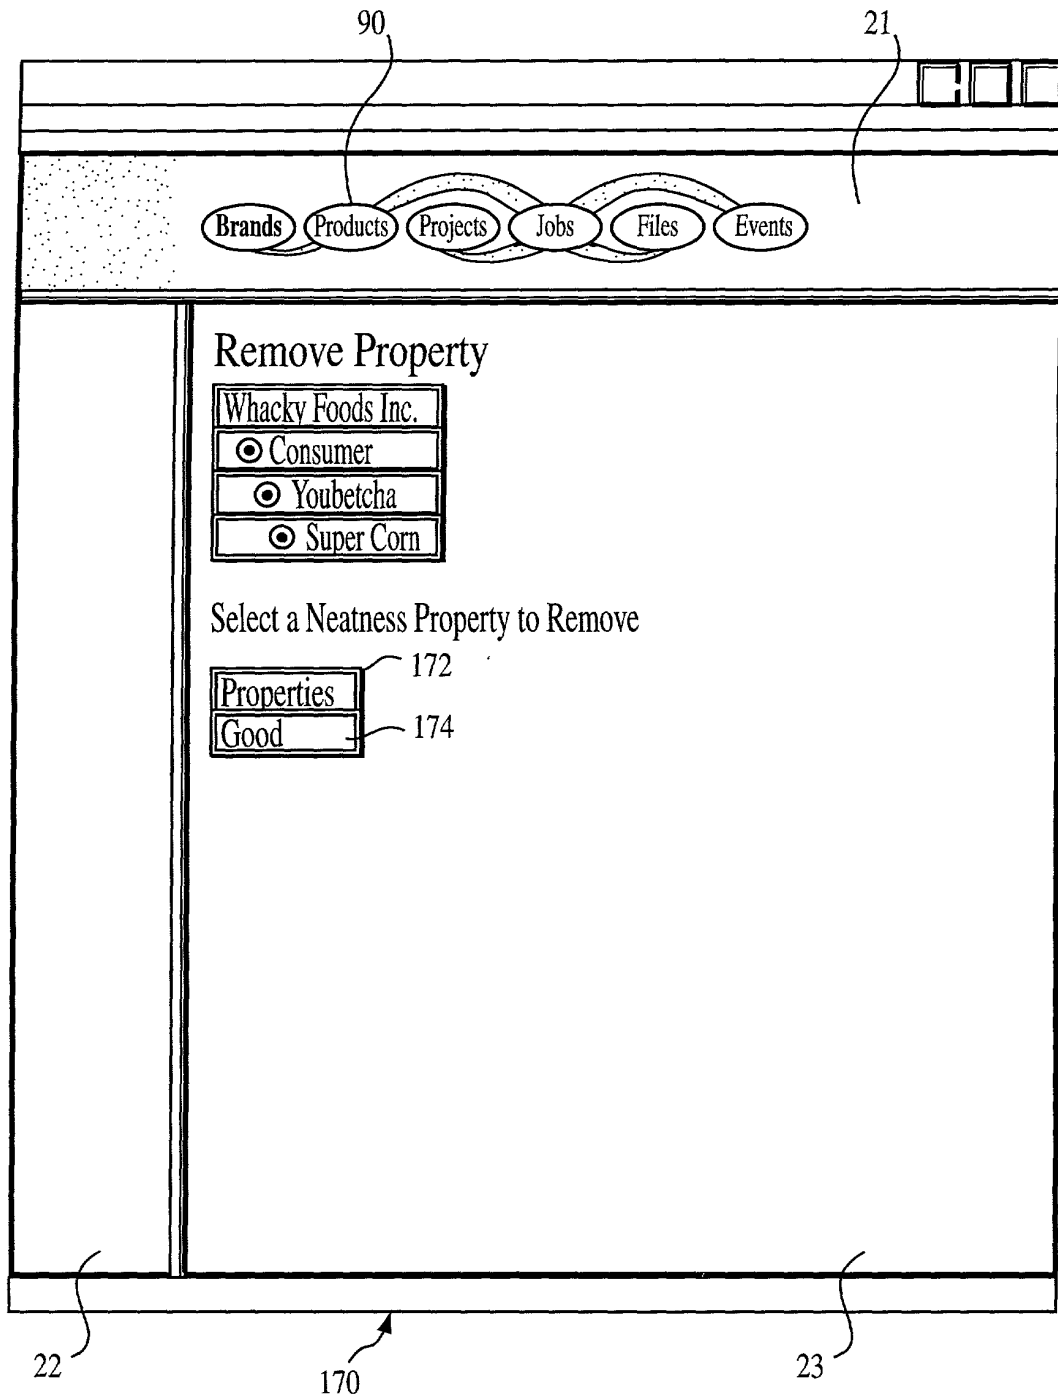 90
21
Brands Products Projects Jobs Files Events
Remove Property
Whacky Foods Inc.
Consumer
Youbetcha
Super Corn
Select a Neatness Property to Remove
172
Properties
Good
174
22
170
23